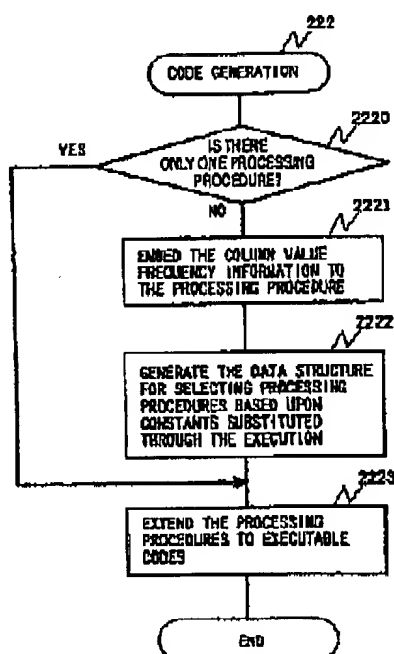 222
CODE GENERATION
2220
IS THERE
ONLY ONE PROCESSING
PROCEDURE?
YES
NO
2221
EMBED THE COLUMN VALUE
FREQUENCY INFORMATION TO
THE PROCESSING PROCEDURE
2222
GENERATE THE DATA STRUCTURE
FOR SELECTING PROCESSING
PROCEDURES BASED UPON
CONSTANTS SUBSTITUTED
THROUGH THE EXECUTION
2223
EXTEND THE PROCESSING
PROCEDURES TO EXECUTABLE
CODES
END